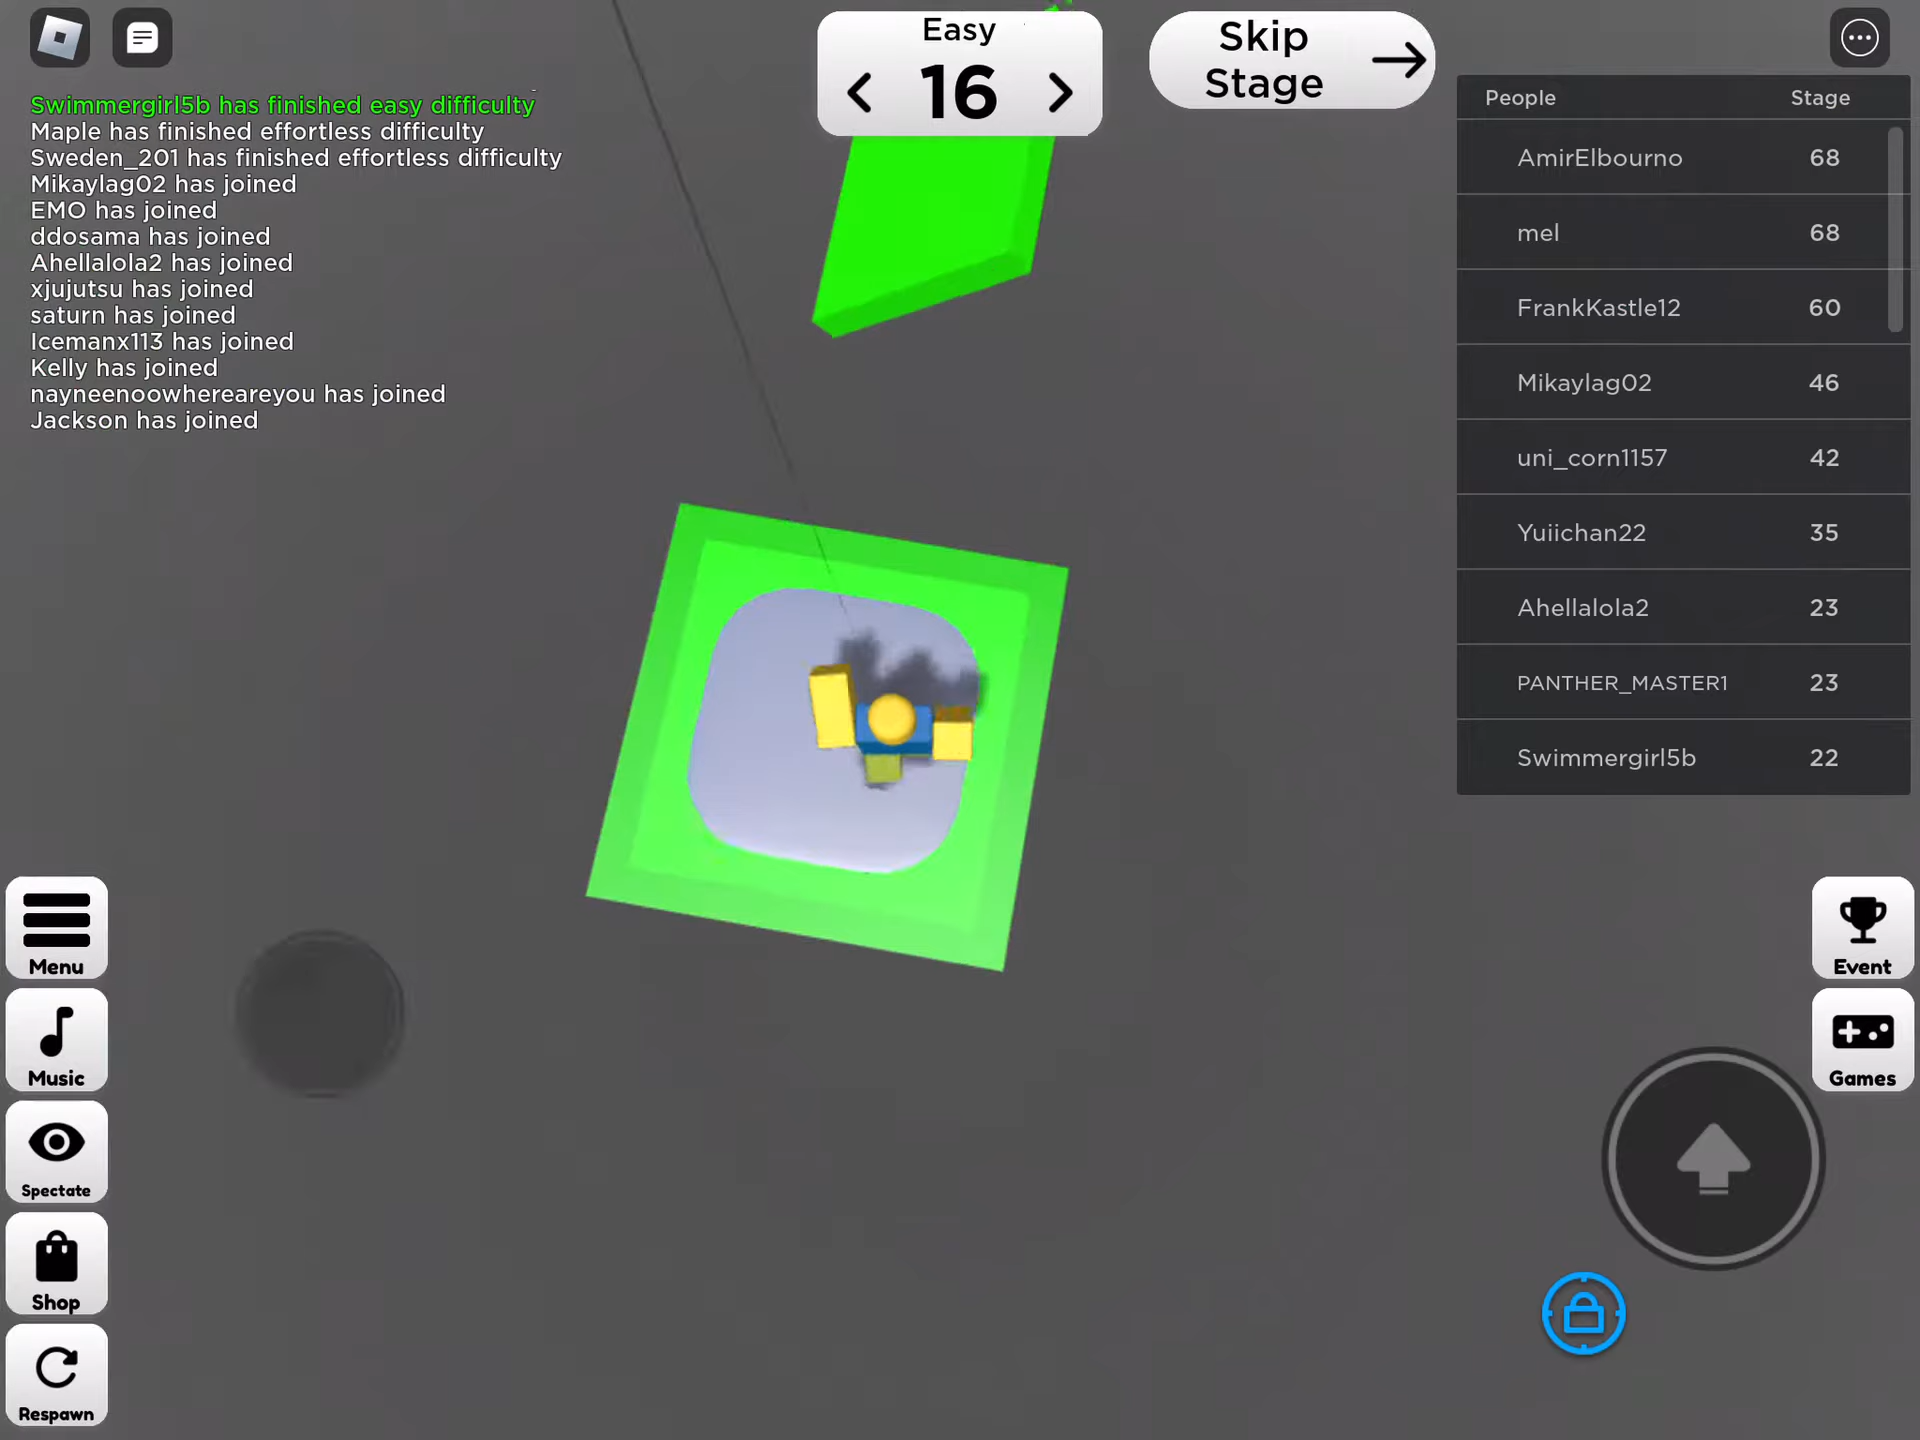 Easy
< 16 >
Skip
Stage
People Stage
Swimmergirl5b has finished easy difficulty
Maple has finished effortless difficulty
Sweden_201 has finished effortless difficulty
Mikaylag02 has joined
EMO has joined
ddosama has joined
Ahellalola2 has joined
xjujutsu has joined
saturn has joined
Icemanx113 has joined
Kelly has joined
nayneenoowhereareyou has joined
Jackson has joined
AmirElbourno 68
mel 68
FrankKastle12 60
Mikaylag02 46
uni_corn1157 42
Yuiichan22 35
Ahellalola2 23
PANTHER_MASTER1 23
Swimmergirl5b 22
Menu
Music
Spectate
Shop
Respawn
Event
Games